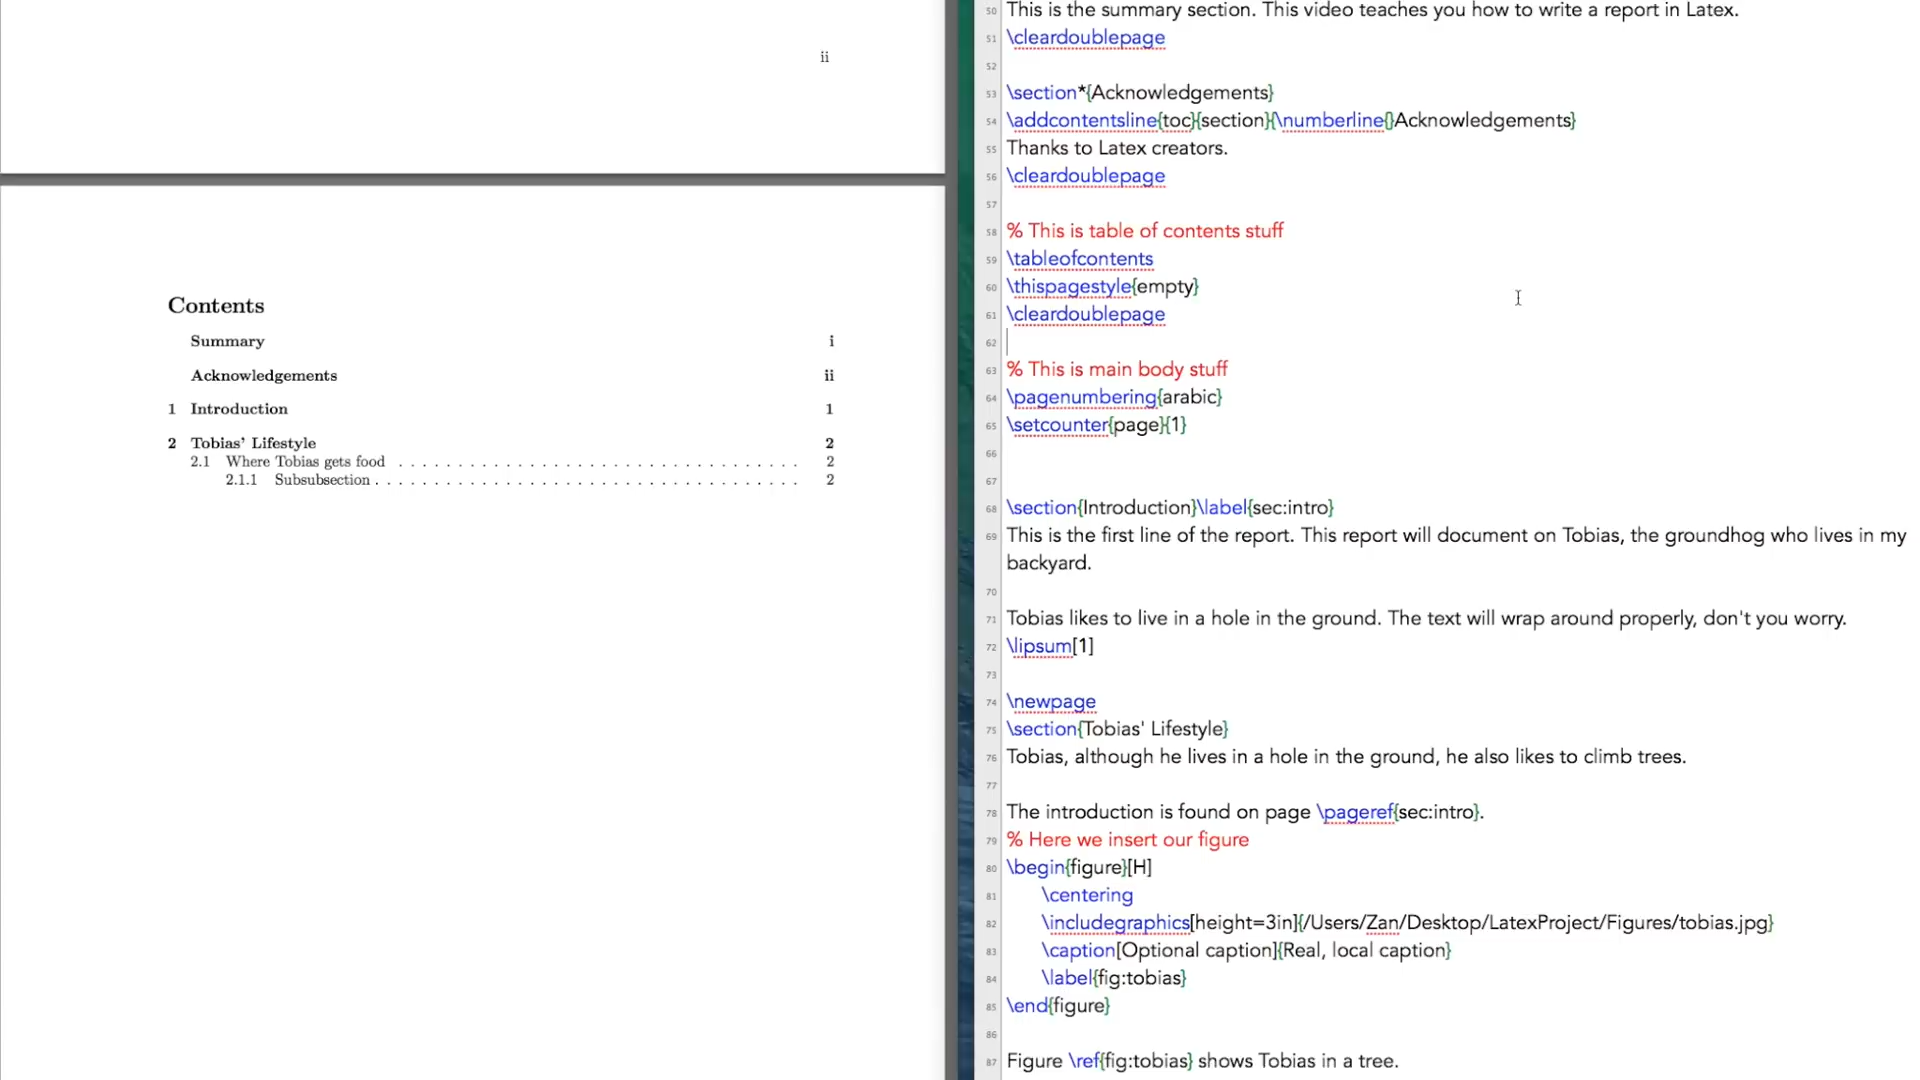 ii
Contents
Summary i
Acknowledgements ii
1 Introduction 1
2 Tobias’ Lifestyle 2
2.1 Where Tobias gets food . . . . . . . . . . . . . . . . . . . . . . . . . . . . . . . . . . 2
2.1.1 Subsubsection . . . . . . . . . . . . . . . . . . . . . . . . . . . . . . . . . . . . 2
50 This is the summary section. This video teaches you how to write a report in Latex.
51 \cleardoublepage
52
53 \section*{Acknowledgements}
54 \addcontentsline{toc}{section}{\numberline{}Acknowledgements}
55 Thanks to Latex creators.
56 \cleardoublepage
57
58 % This is table of contents stuff
59 \tableofcontents
60 \thispagestyle{empty}
61 \cleardoublepage
62
63 % This is main body stuff
64 \pagenumbering{arabic}
65 \setcounter{page}{1}
66
67
68 \section{Introduction}\label{sec:intro}
69 This is the first line of the report. This report will document on Tobias, the groundhog who lives in my
backyard.
70
71 Tobias likes to live in a hole in the ground. The text will wrap around properly, don't you worry.
72 \lipsum[1]
73
74 \newpage
75 \section{Tobias' Lifestyle}
76 Tobias, although he lives in a hole in the ground, he also likes to climb trees.
77
78 The introduction is found on page \pageref{sec:intro}.
79 % Here we insert our figure
80 \begin{figure}[H]
81 \centering
82 \includegraphics[height=3in]{/Users/Zan/Desktop/LatexProject/Figures/tobias.jpg}
83 \caption[Optional caption]{Real, local caption}
84 \label{fig:tobias}
85 \end{figure}
86
87 Figure \ref{fig:tobias} shows Tobias in a tree.